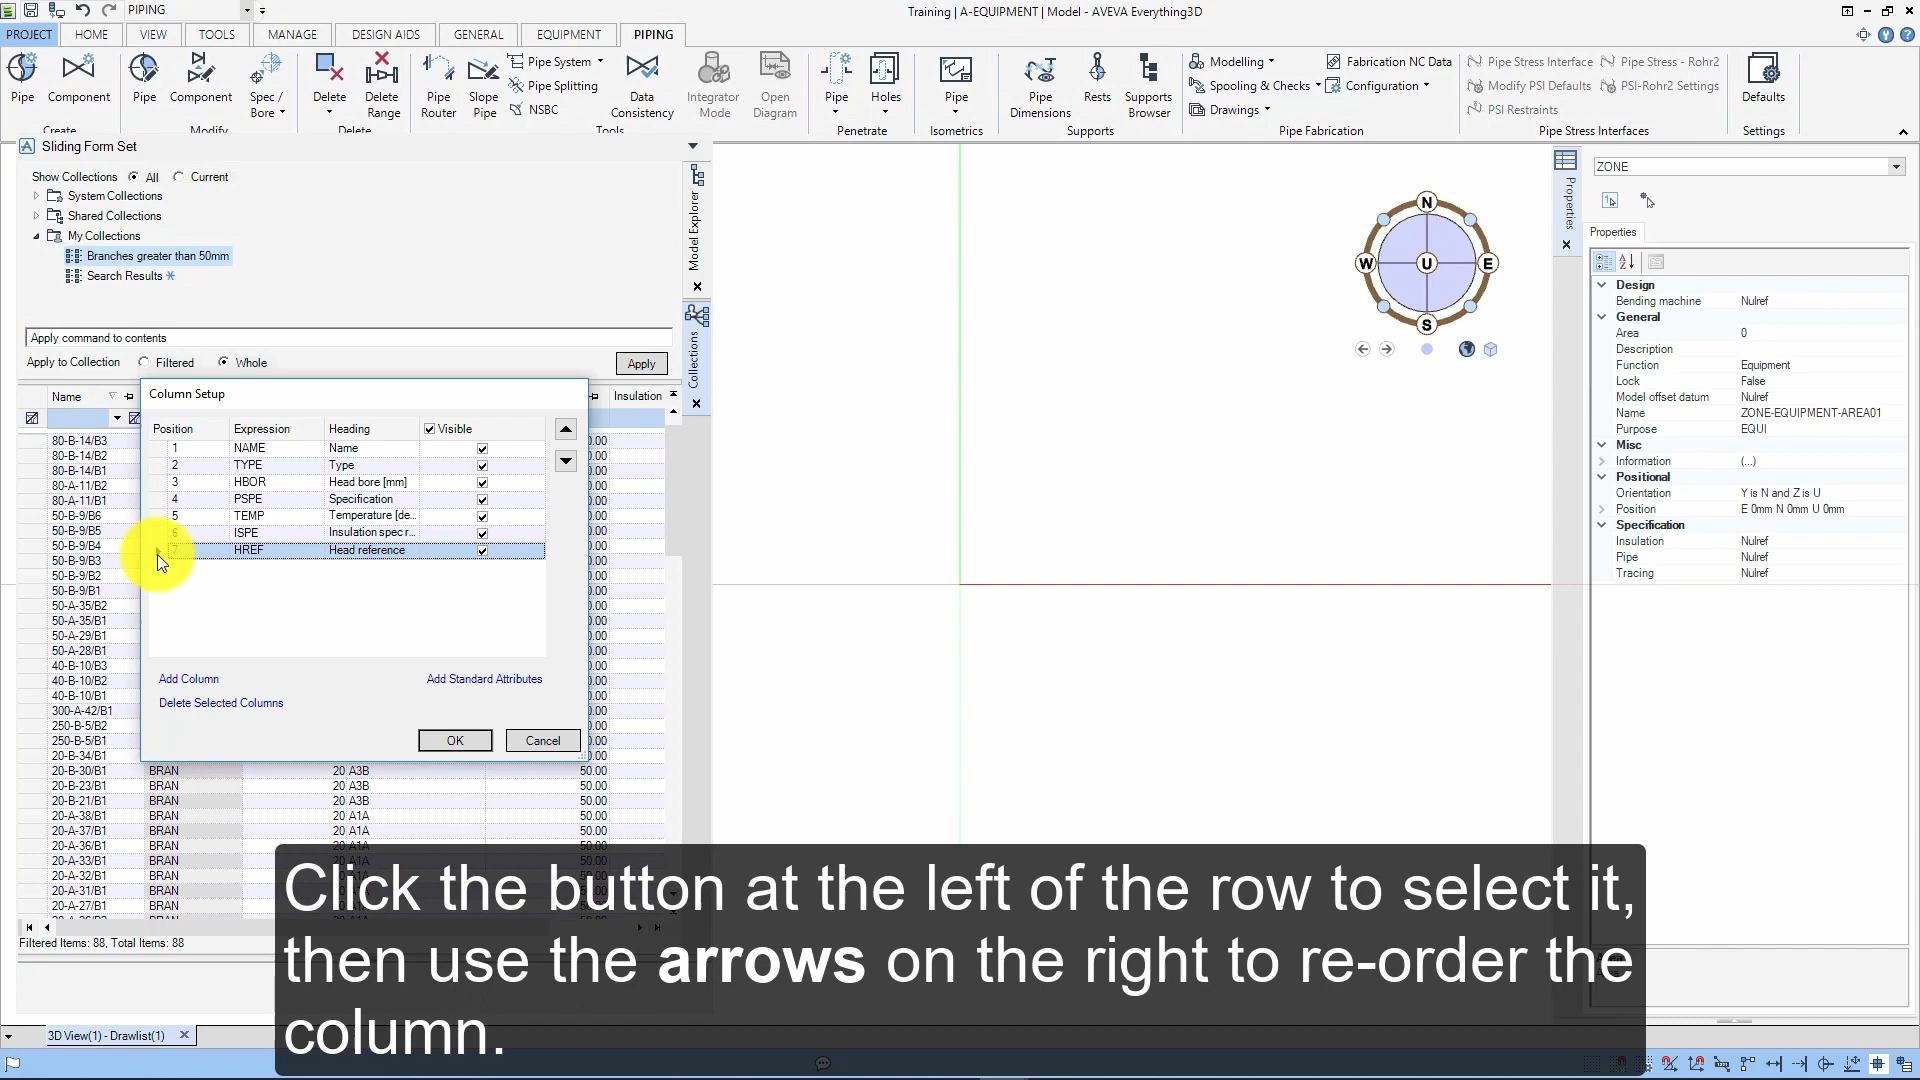 PIPING
Training | A-EQUIPMENT | Model - AVEVA Everything3D
PROJECT HOME VIEW TOOLS MANAGE DESIGN AIDS GENERAL EQUIPMENT PIPING
Pipe Component Pipe Component Spec / Bore Delete Delete Range Pipe Router Slope Pipe Pipe System Pipe Splitting NSBC Data Consistency Integrator Mode Open Diagram Pipe Holes Pipe Pipe Dimensions Rests Supports Browser Modelling Spooling & Checks Drawings Fabrication NC Data Configuration Pipe Stress Interface Pipe Stress - Rohr2 Modify PSI Defaults PSI-Rohr2 Settings PSI Restraints Defaults
Create Modify Delete Tools Penetrate Isometrics Supports Pipe Fabrication Pipe Stress Interfaces Settings
Sliding Form Set
Show Collections All Current
System Collections
Shared Collections
My Collections
Branches greater than 50mm
Search Results
Apply command to contents
Apply to Collection Filtered Whole Apply
Model Explorer
Collections
Name Insulation
80-B-14/B3
80-B-14/B2
80-B-14/B1
80-A-11/B2
80-A-11/B1
50-B-9/B6
50-B-9/B5
50-B-9/B4
50-B-9/B3
50-B-9/B2
50-B-9/B1
50-A-35/B2
50-A-35/B1
50-A-29/B1
50-A-28/B1
40-B-10/B3
40-B-10/B2
40-B-10/B1
300-A-42/B1
250-B-5/B2
250-B-5/B1
20-B-34/B1
20-B-30/B1 BRAN 20 A3B 50.00
20-B-23/B1 BRAN 20 A3B 50.00
20-B-21/B1 BRAN 20 A3B 50.00
20-A-38/B1 BRAN 20 A1A 50.00
20-A-37/B1 BRAN 20 A1A 50.00
20-A-36/B1 BRAN 20 A1A 50.00
20-A-33/B1 BRAN
20-A-32/B1 BRAN
20-A-31/B1 BRAN
20-A-27/B1 BRAN
Filtered Items: 88, Total Items: 88
Column Setup
Position Expression Heading Visible
1 NAME Name
2 TYPE Type
3 HBOR Head bore [mm]
4 PSPE Specification
5 TEMP Temperature [de...
6 ISPE Insulation spec r...
7 HREF Head reference
Add Column Add Standard Attributes
Delete Selected Columns
OK Cancel
N
W U E
S
Properties
ZONE
Properties
Design
Bending machine Nulref
General
Area 0
Description
Function Equipment
Lock False
Model offset datum Nulref
Name ZONE-EQUIPMENT-AREA01
Purpose EQUI
Misc
Information (...)
Positional
Orientation Y is N and Z is U
Position E 0mm N 0mm U 0mm
Specification
Insulation Nulref
Pipe Nulref
Tracing Nulref
Click the button at the left of the row to select it,
then use the arrows on the right to re-order the
column.
3D View(1) - Drawlist(1)